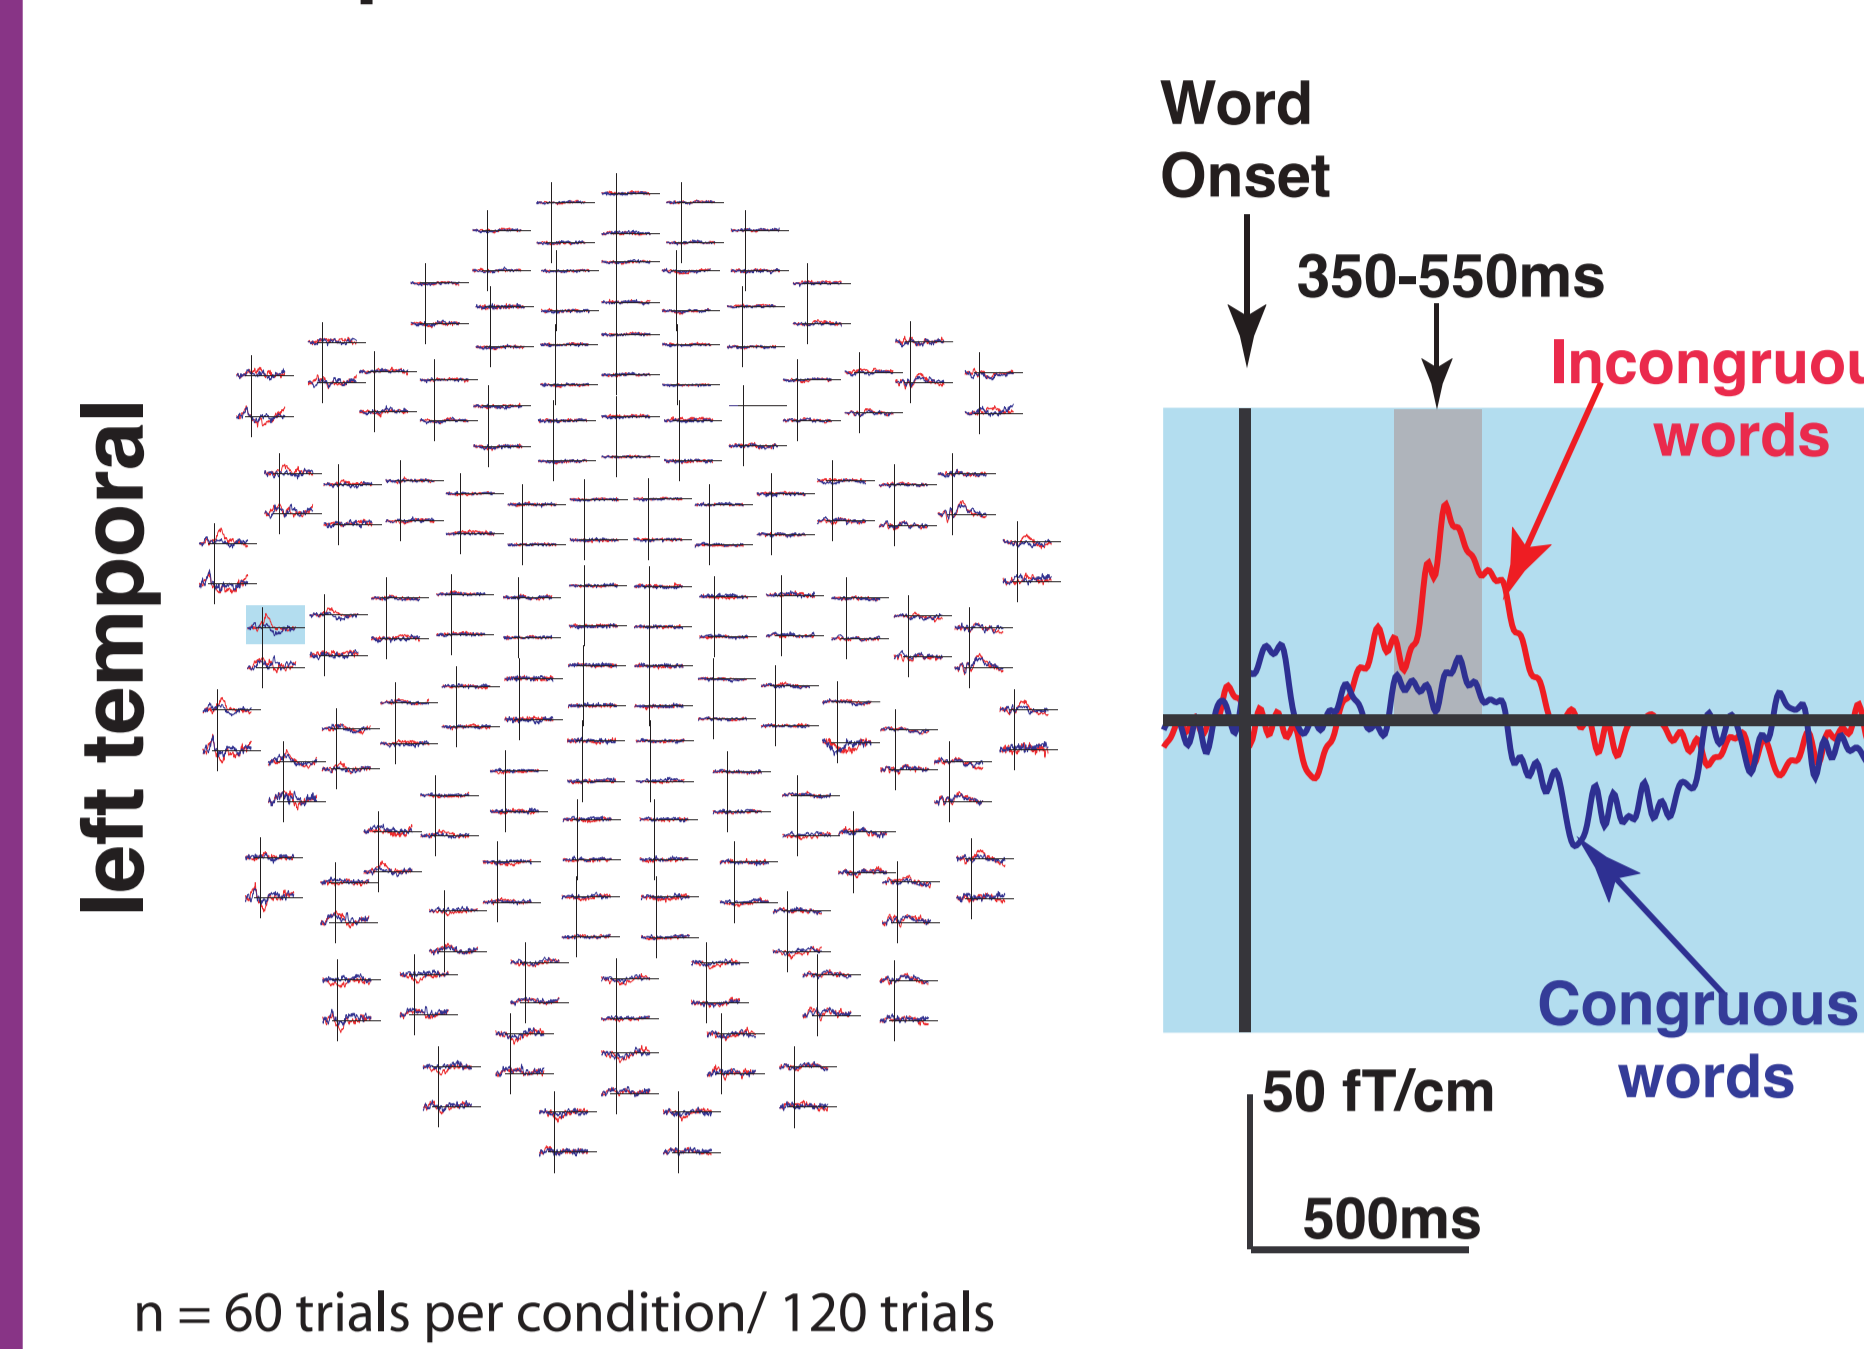 left temporal
Word
Onset
350-550ms
Incongruou
words
Congruous
words
50 fT/cm
500ms
n = 60 trials per condition/ 120 trials